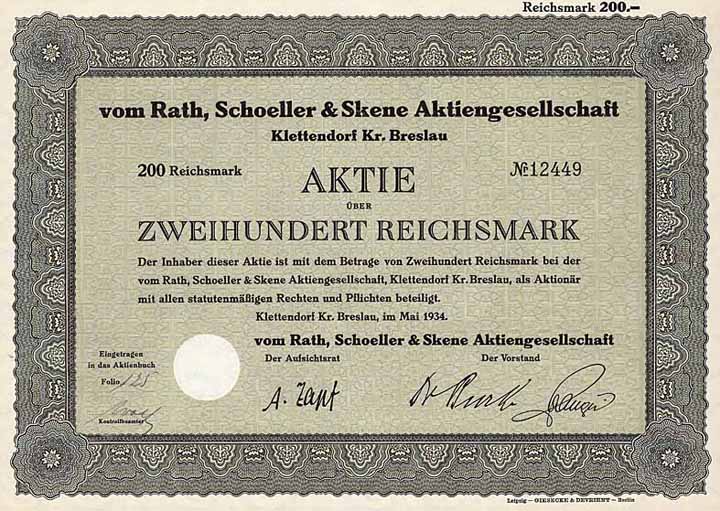 Reichsmark 200.—
vom Rath, Schoeller & Skene Aktiengesellschaft
Klettendorf Kr. Breslau
200 Reichsmark
AKTIE
№ 12449
ÜBER
ZWEIHUNDERT REICHSMARK
Der Inhaber dieser Aktie ist mit dem Betrage von Zweihundert Reichsmark bei der
vom Rath, Schoeller & Skene Aktiengesellschaft, Klettendorf Kr. Breslau, als Aktionär
mit allen statutenmäßigen Rechten und Pflichten beteiligt.
Klettendorf Kr. Breslau, im Mai 1934.
vom Rath, Schoeller & Skene Aktiengesellschaft
Der Aufsichtsrat Der Vorstand
Eingetragen
in das Aktienbuch
Folio 125
Kontrollbeamter
A. Zapf
Leipzig – GIESECKE & DEVRIENT – Berlin